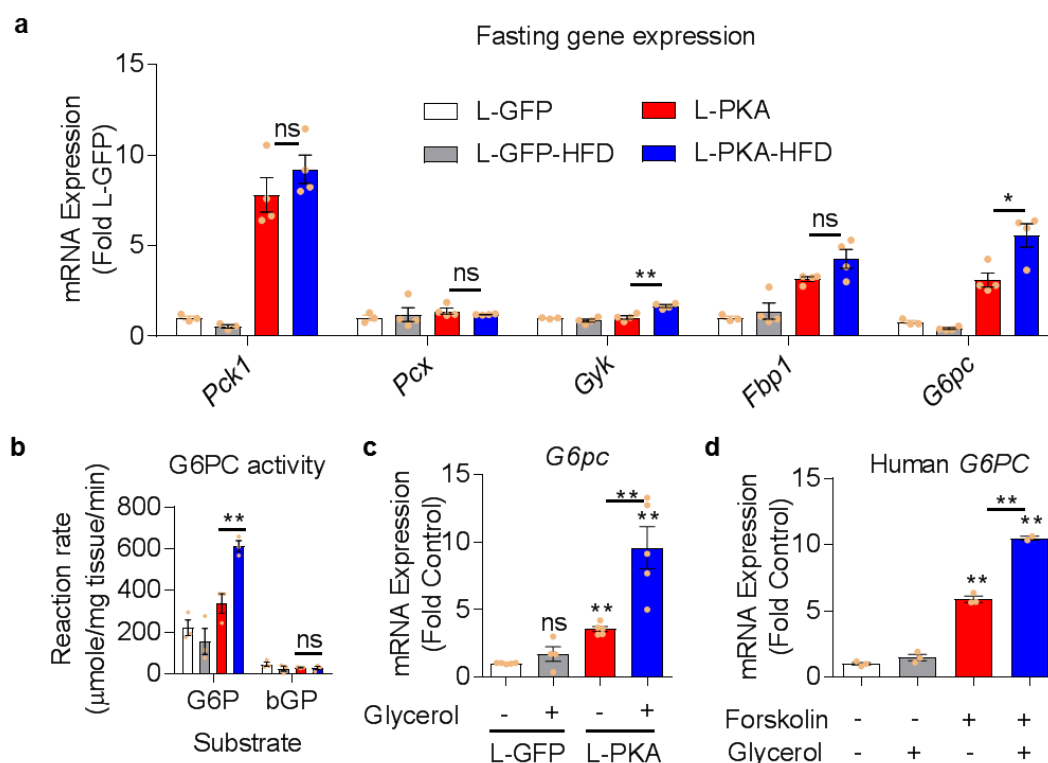 a
Fasting gene expression
mRNA Expression
(Fold L-GFP)
15
10
5
0
L-GFP
L-PKA
L-GFP-HFD
L-PKA-HFD
ns
ns
**
ns
*
Pck1
Pcx
Gyk
Fbp1
G6pc
b
G6PC activity
Reaction rate
(µmole/mg tissue/min)
800
600
400
200
0
**
ns
G6P
bGP
Substrate
c
G6pc
mRNA Expression
(Fold Control)
15
10
5
0
ns
**
**
**
Glycerol - + - +
L-GFP L-PKA
d
Human G6PC
mRNA Expression
(Fold Control)
15
10
5
0
**
**
**
Forskolin - - + +
Glycerol - + - +